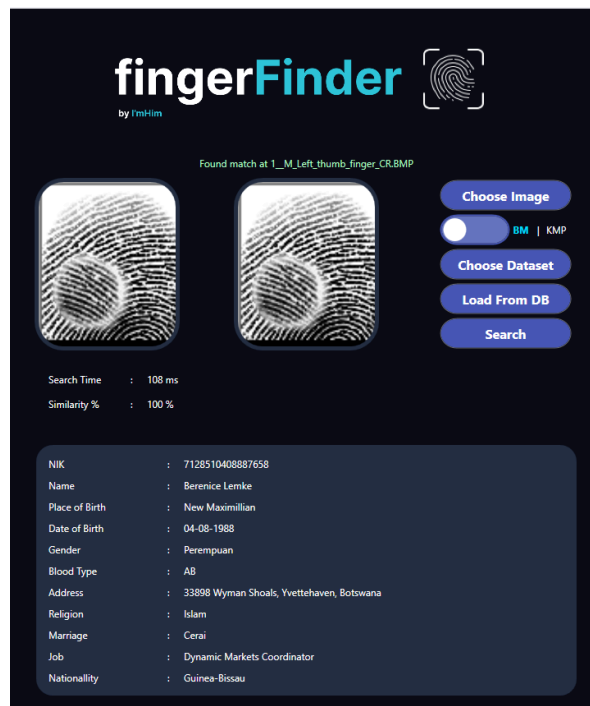 fingerFinder
by I'mHim
Found match at 1__M_Left_thumb_finger_CR.BMP
Choose Image
BM | KMP
Choose Dataset
Load From DB
Search
Search Time : 108 ms
Similarity % : 100 %
NIK : 7128510408887658
Name : Berenice Lemke
Place of Birth : New Maximillian
Date of Birth : 04-08-1988
Gender : Perempuan
Blood Type : AB
Address : 33898 Wyman Shoals, Yvettehaven, Botswana
Religion : Islam
Marriage : Cerai
Job : Dynamic Markets Coordinator
Nationallity : Guinea-Bissau